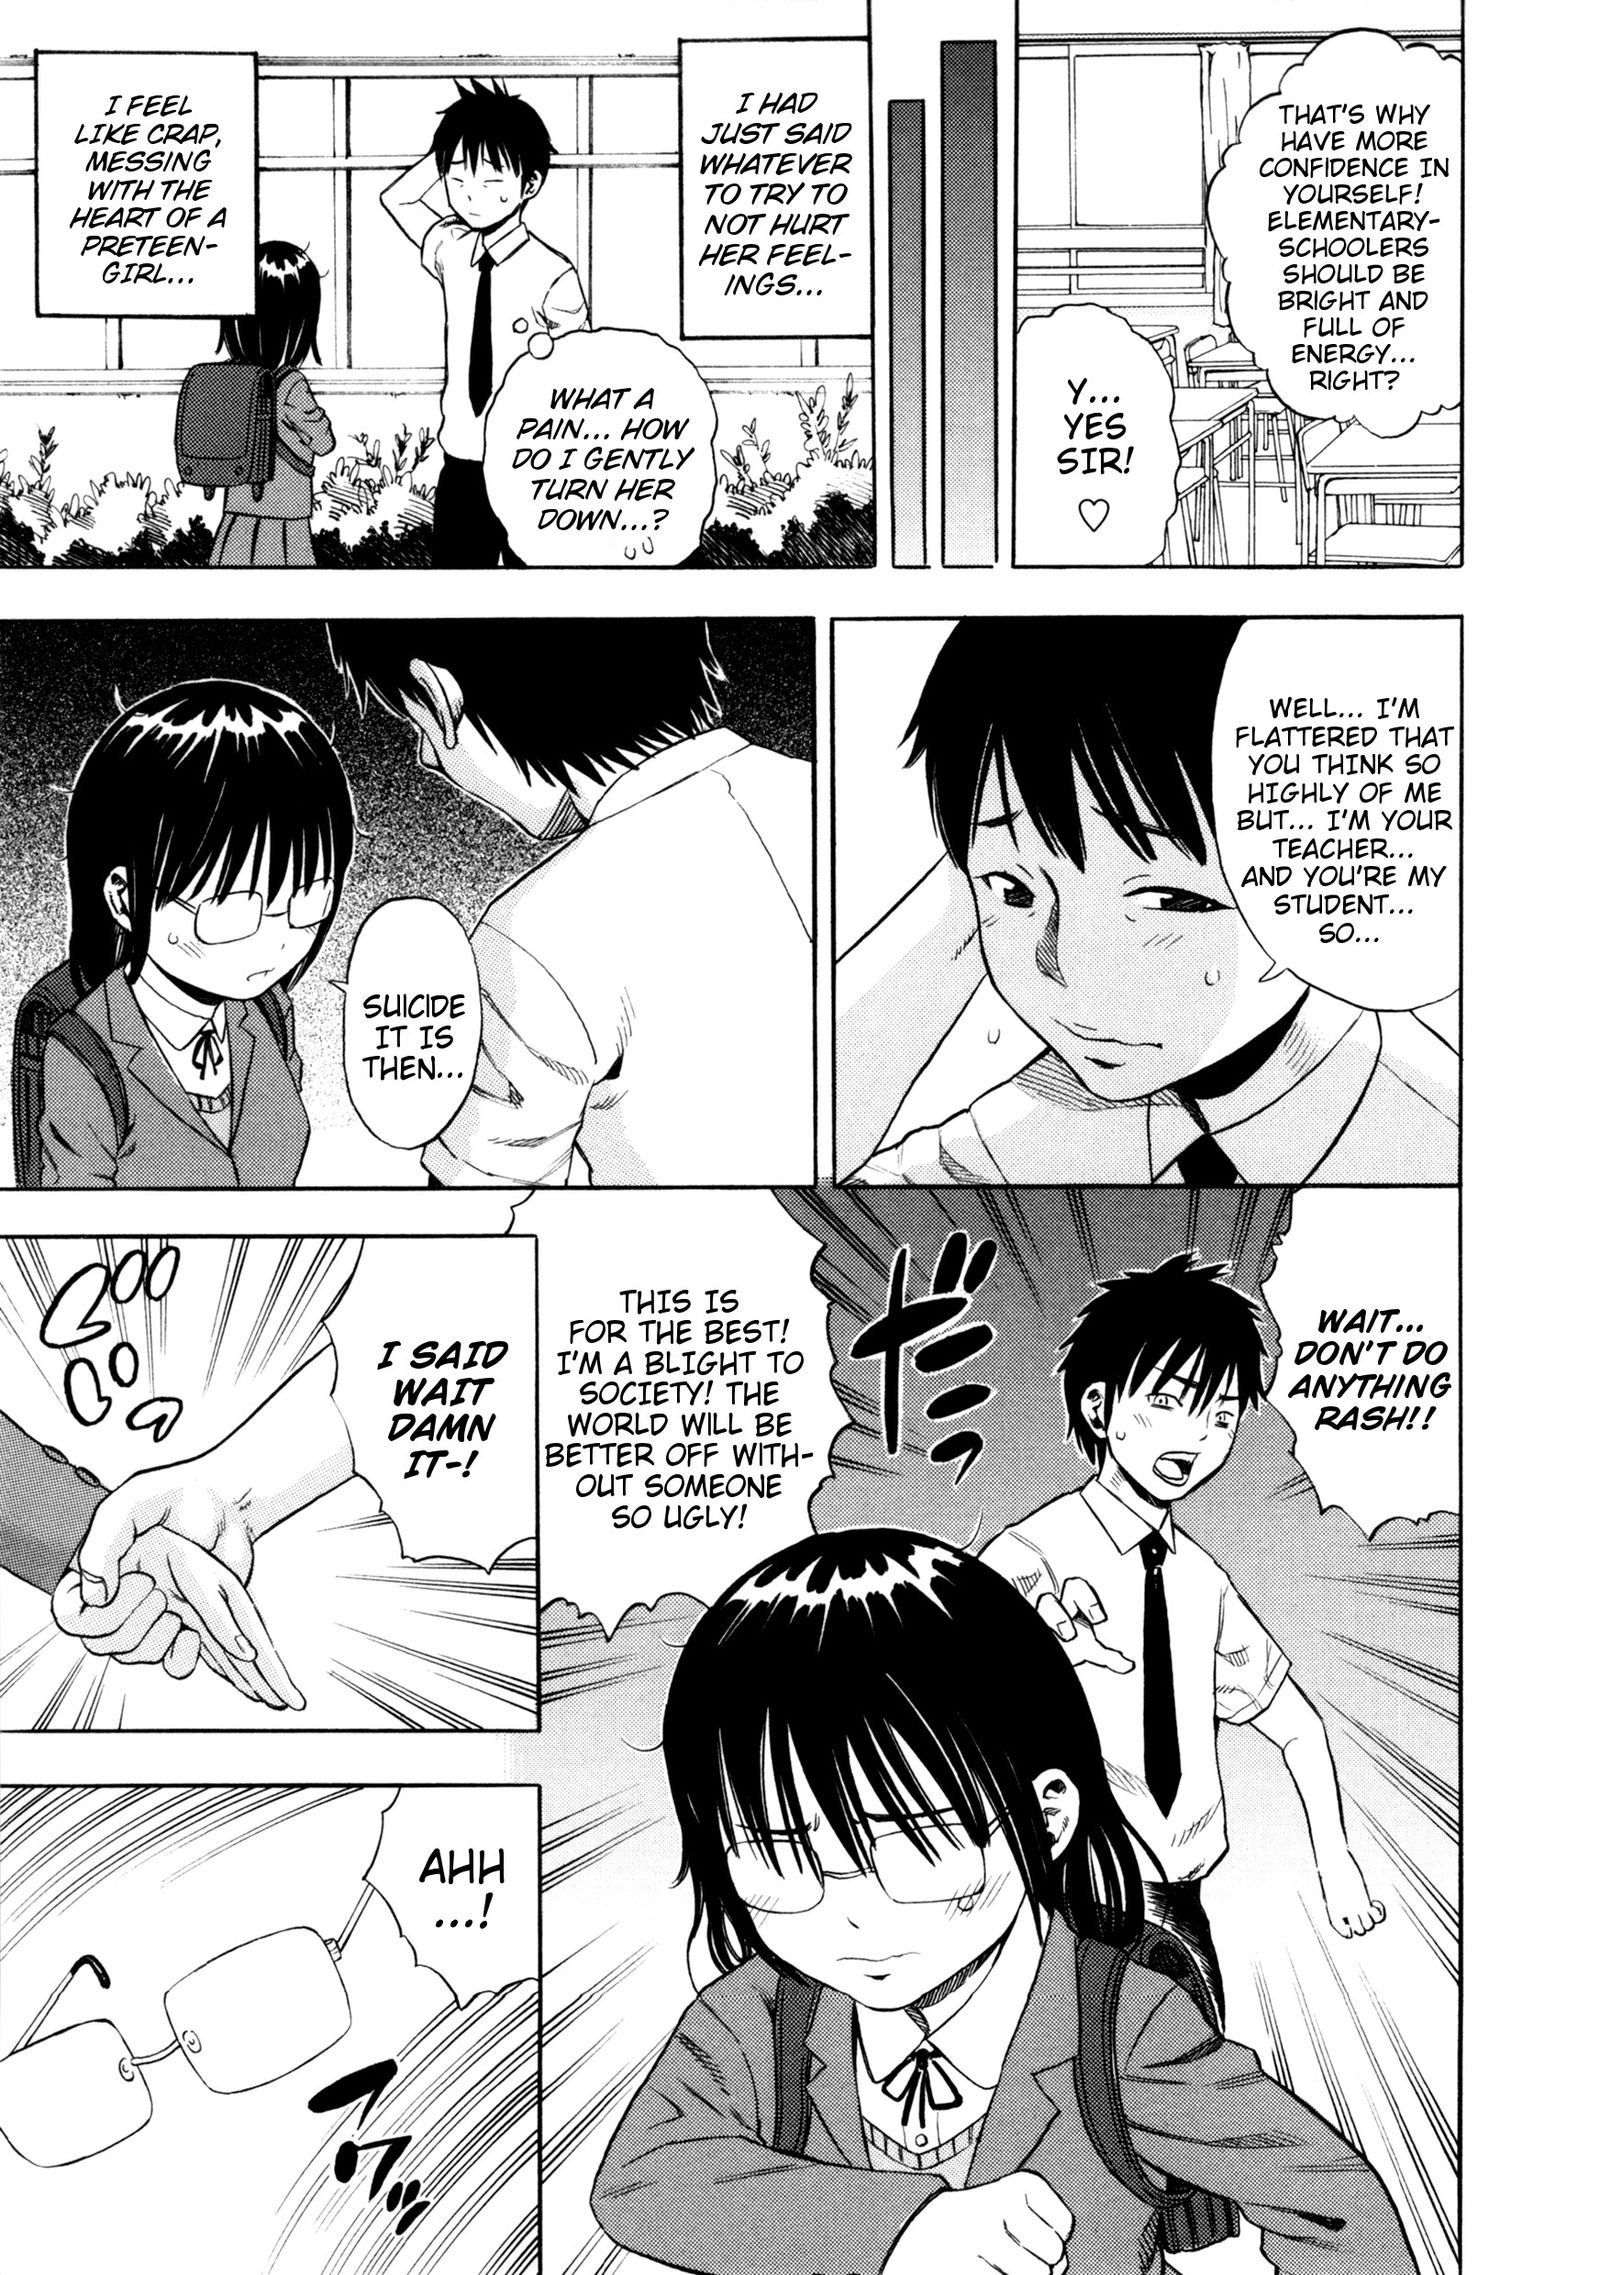 THAT'S WHY
HAVE MORE
CONFIDENCE IN
YOURSELF!
ELEMENTARY-
SCHOOLERS
SHOULD BE
BRIGHT AND
FULL OF
ENERGY...
RIGHT?
Y...
YES
SIR!
♡
I HAD
JUST SAID
WHATEVER
TO TRY TO
NOT HURT
HER FEEL-
INGS...
WHAT A
PAIN... HOW
DO I GENTLY
TURN HER
DOWN...?
I FEEL
LIKE CRAP,
MESSING
WITH THE
HEART OF A
PRETEEN-
GIRL...
WELL... I'M
FLATTERED THAT
YOU THINK SO
HIGHLY OF ME
BUT... I'M YOUR
TEACHER...
AND YOU'RE MY
STUDENT...
SO...
SUICIDE
IT IS
THEN...
WAIT...
DON'T DO
ANYTHING
RASH!!
ダッ
THIS IS
FOR THE BEST!
I'M A BLIGHT TO
SOCIETY! THE
WORLD WILL BE
BETTER OFF WITH-
OUT SOMEONE
SO UGLY!
I SAID
WAIT
DAMN
IT-!
AHH
...!